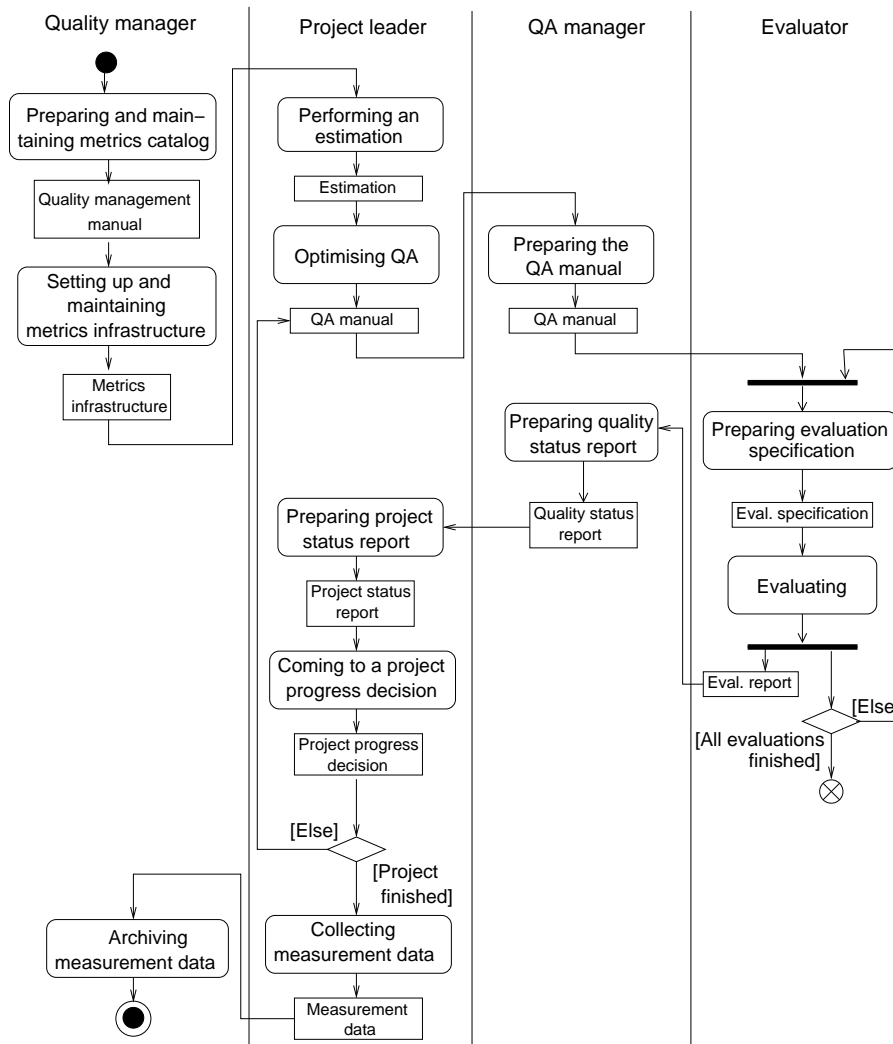 Quality manager
Project leader
QA manager
Evaluator
Preparing and main–
taining metrics catalog
Quality management
manual
Setting up and
maintaining
metrics infrastructure
Metrics
infrastructure
Performing an
estimation
Estimation
Optimising QA
QA manual
Preparing the
QA manual
QA manual
Preparing evaluation
specification
Eval. specification
Evaluating
Eval. report
[Else]
[All evaluations
finished]
Preparing quality
status report
Quality status
report
Preparing project
status report
Project status
report
Coming to a project
progress decision
Project progress
decision
[Else]
[Project
finished]
Collecting
measurement data
Measurement
data
Archiving
measurement data